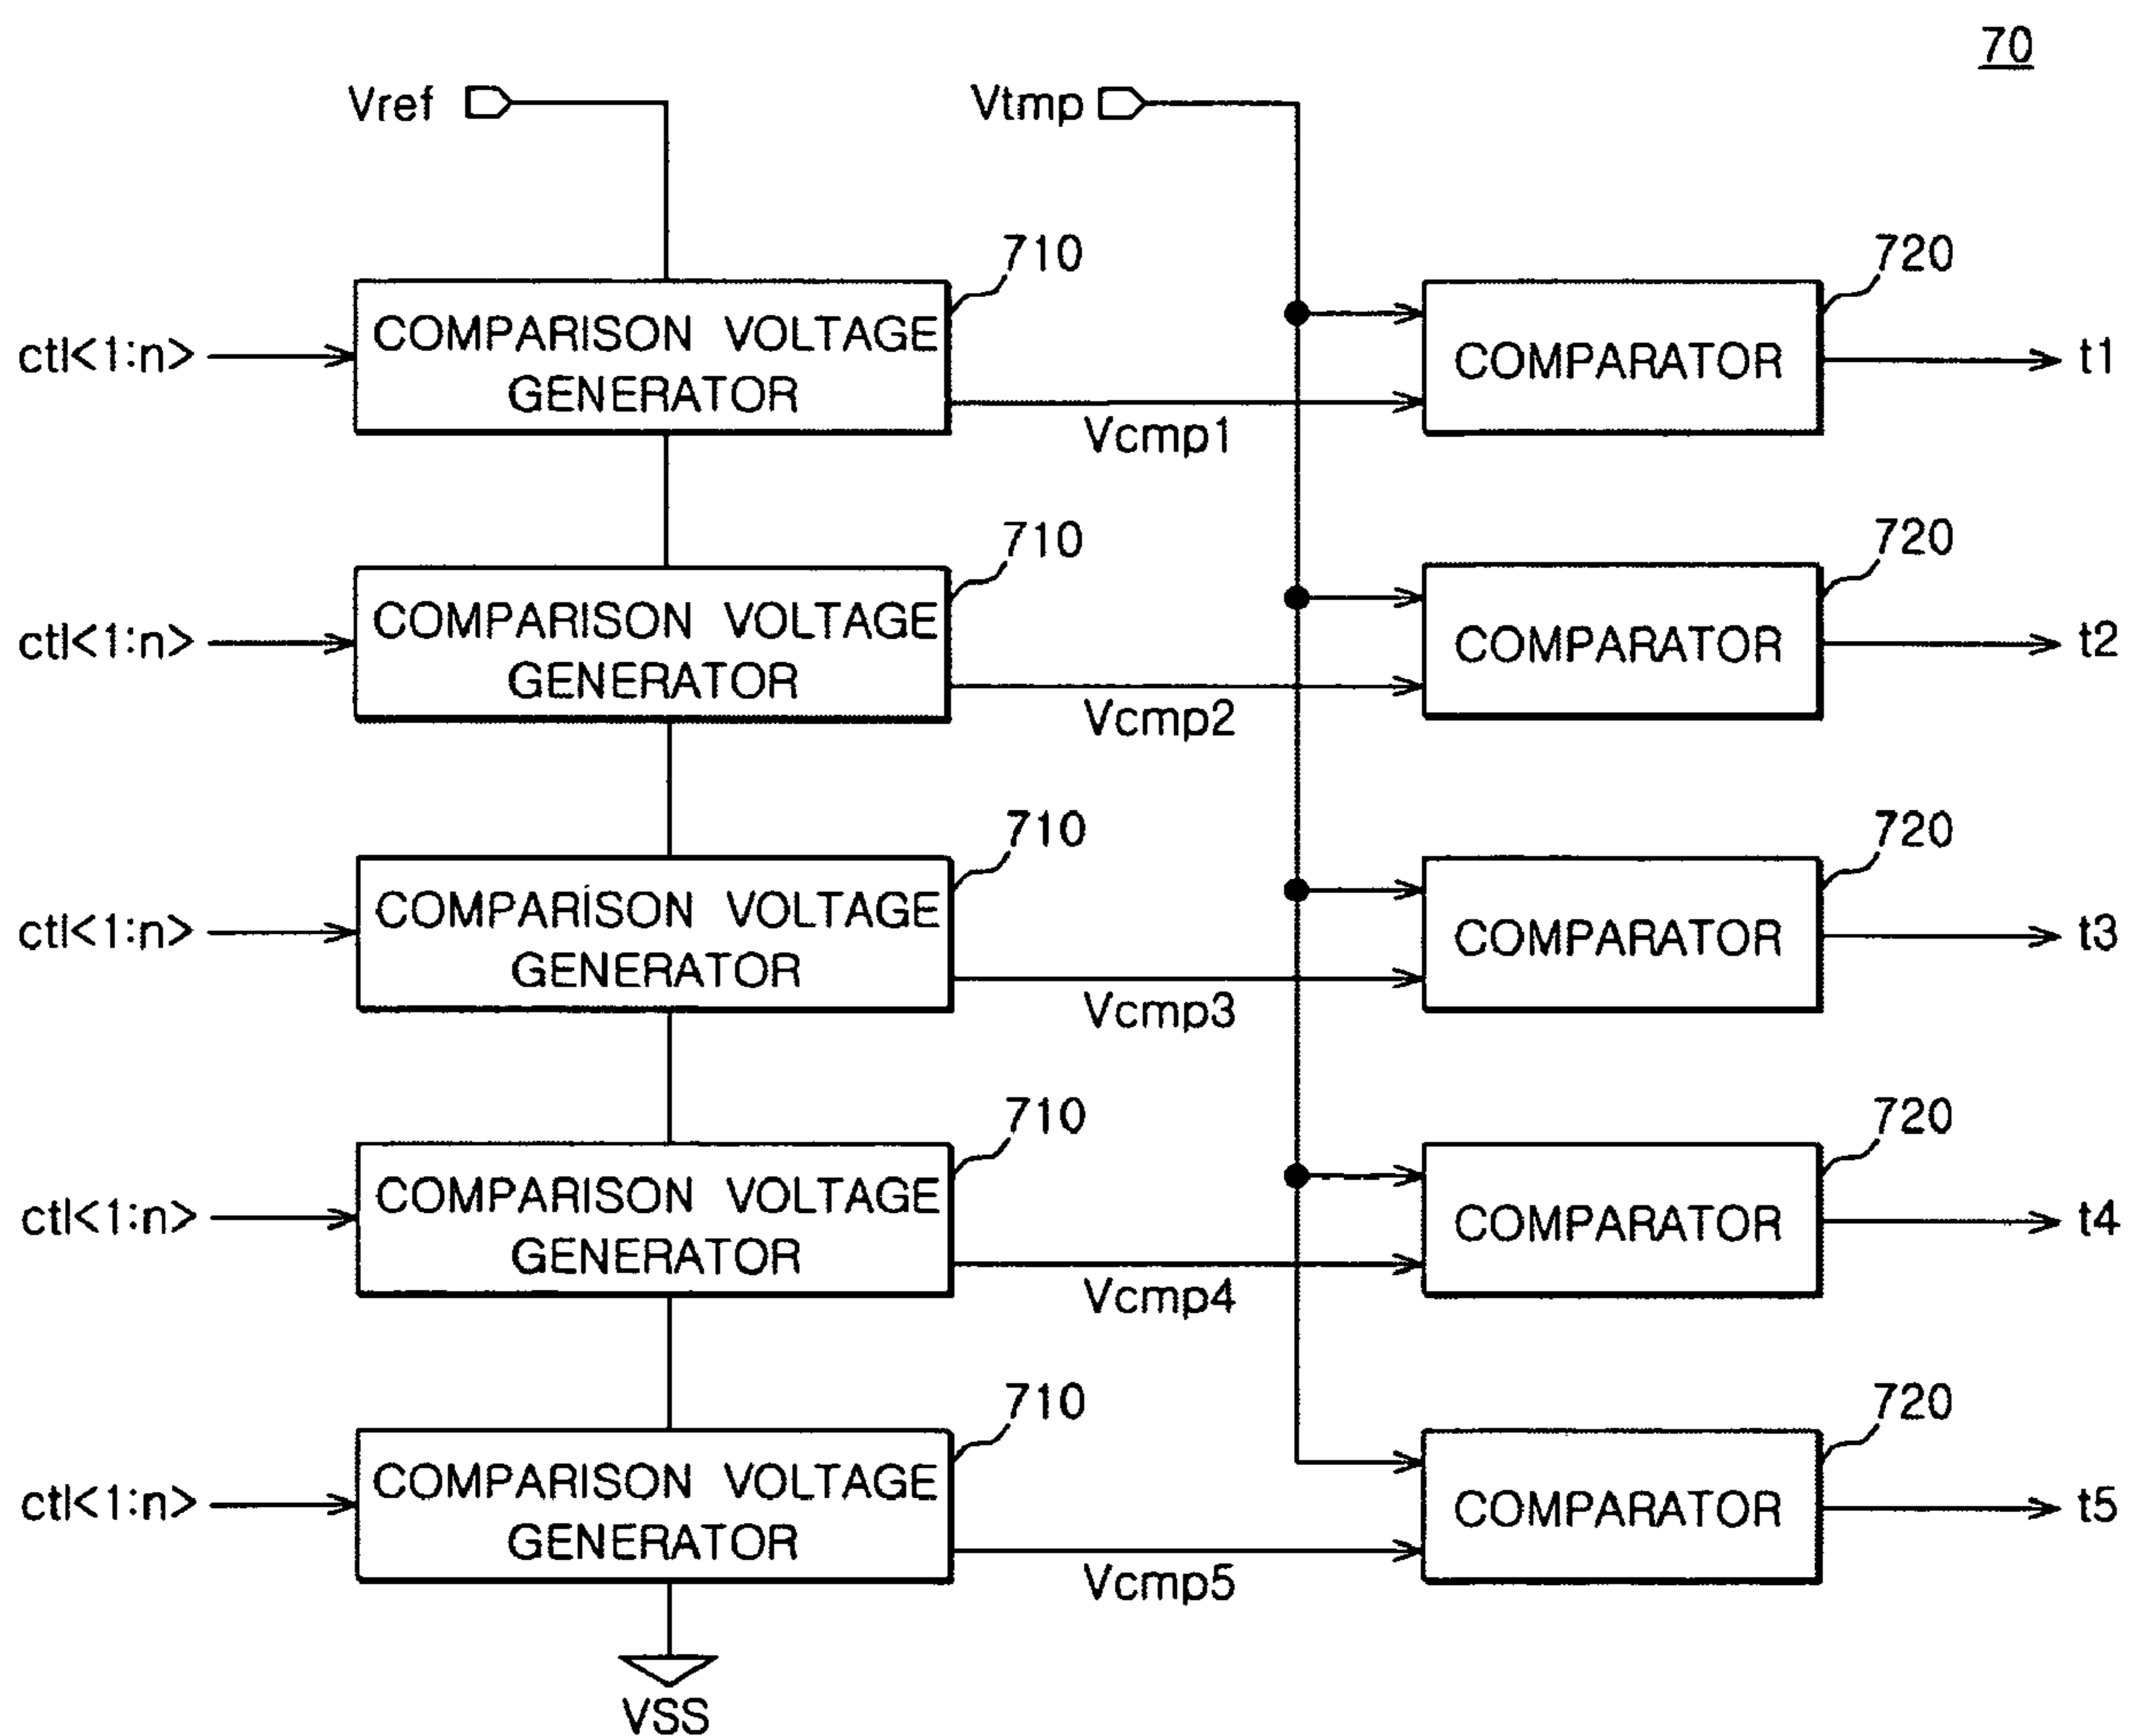 70
Vref
Vtmp
710
720
ctl<1:n>
COMPARISON VOLTAGE
GENERATOR
COMPARATOR
t1
Vcmp1
710
720
ctl<1:n>
COMPARISON VOLTAGE
GENERATOR
COMPARATOR
t2
Vcmp2
710
720
ctl<1:n>
COMPARISON VOLTAGE
GENERATOR
COMPARATOR
t3
Vcmp3
710
720
ctl<1:n>
COMPARISON VOLTAGE
GENERATOR
COMPARATOR
t4
Vcmp4
710
720
ctl<1:n>
COMPARISON VOLTAGE
GENERATOR
COMPARATOR
t5
Vcmp5
VSS